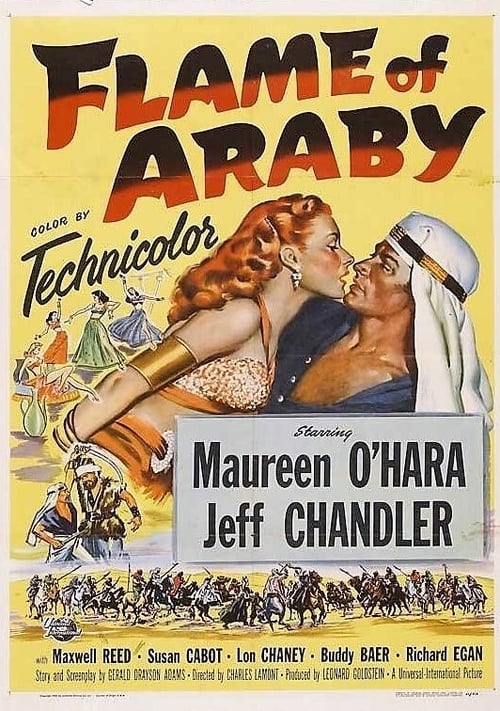 FLAME of
ARABY
COLOR BY
Technicolor
Starring
Maureen O'HARA
Jeff CHANDLER
with Maxwell REED · Susan CABOT · Lon CHANEY · Buddy BAER · Richard EGAN
Story and Screenplay by GERALD DRAYSON ADAMS · Directed by CHARLES LAMONT · Produced by LEONARD GOLDSTEIN · A Universal-International Picture